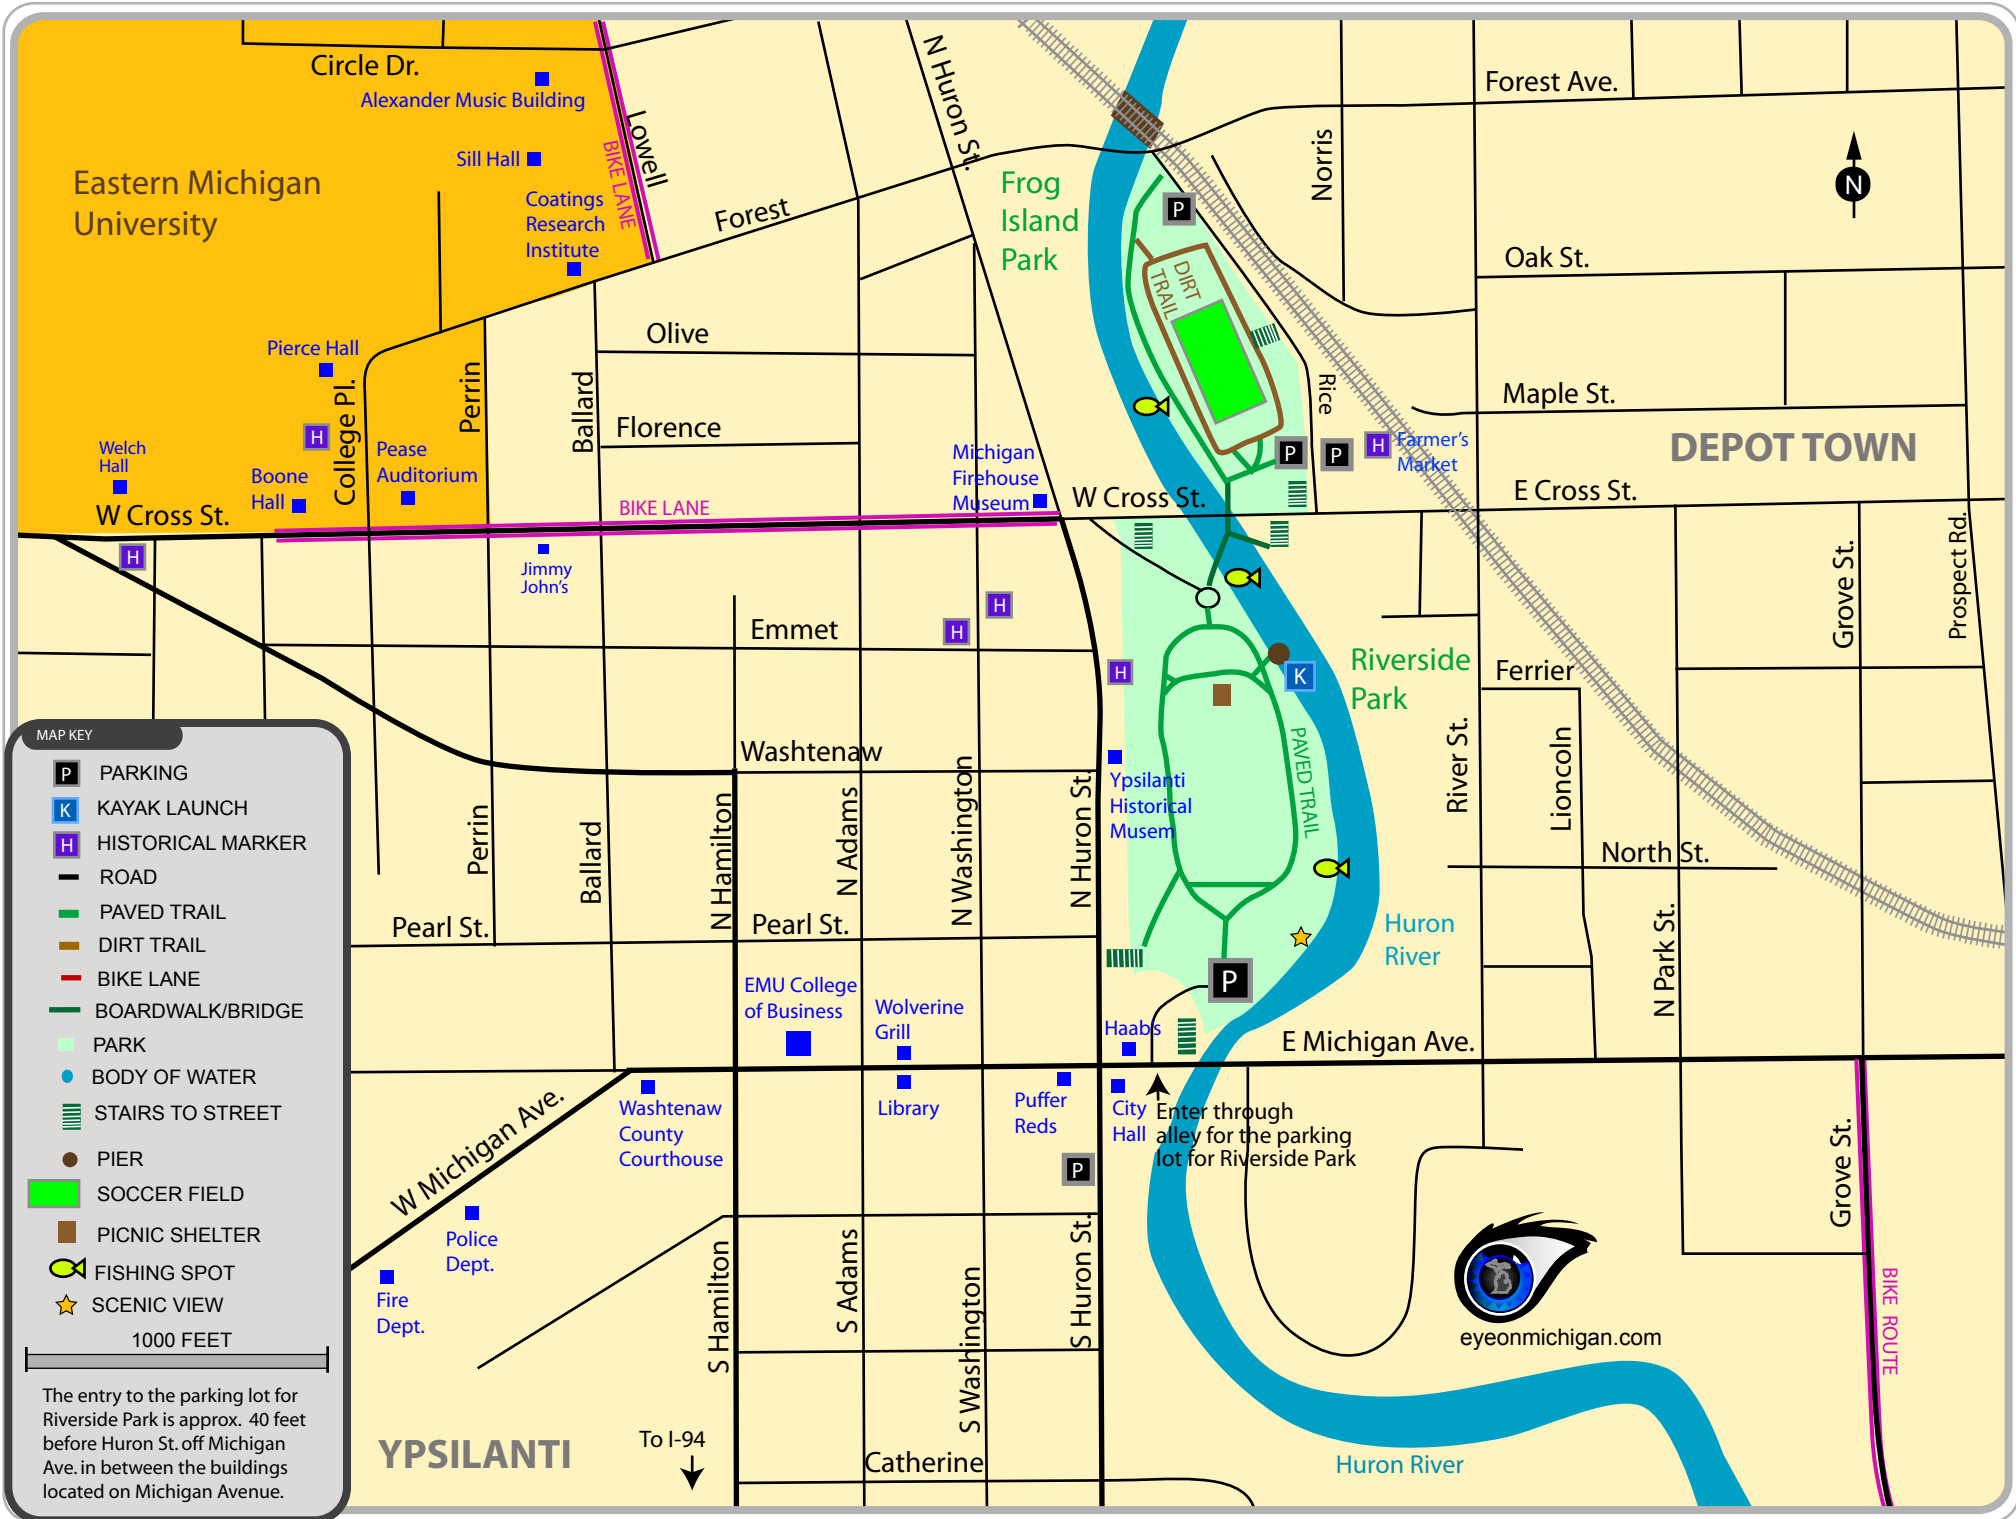 Circle Dr.
Alexander Music Building
Sill Hall
Coatings
Research
Institute
Eastern Michigan
University
BIKE LANE
Lowell
Forest
N Huron St.
Frog
Island
Park
P
DIRT
TRAIL
Norris
Forest Ave.
N
Oak St.
Maple St.
Rice
DEPOT TOWN
Pierce Hall
H
College Pl.
Perrin
Ballard
Olive
Florence
Welch
Hall
Boone
Hall
Pease
Auditorium
W Cross St.
H
BIKE LANE
Michigan
Firehouse
Museum
W Cross St.
P
P
H
Farmer's
Market
E Cross St.
Jimmy
John's
Emmet
H
H
H
K
Riverside
Park
Ferrier
Grove St.
Prospect Rd.
Washtenaw
Ypsilanti
Historical
Musem
PAVED TRAIL
River St.
Lioncoln
North St.
N Park St.
Perrin
Ballard
N Hamilton
N Adams
N Washington
N Huron St.
Pearl St.
Pearl St.
Huron
River
P
EMU College
of Business
Wolverine
Grill
Haabs
E Michigan Ave.
W Michigan Ave.
Washtenaw
County
Courthouse
Library
Puffer
Reds
City
Hall
Enter through
alley for the parking
lot for Riverside Park
P
Police
Dept.
Fire
Dept.
S Hamilton
S Adams
S Washington
S Huron St.
Grove St.
BIKE ROUTE
eyeonmichigan.com
YPSILANTI
To I-94
Catherine
Huron River
MAP KEY
P PARKING
K KAYAK LAUNCH
H HISTORICAL MARKER
ROAD
PAVED TRAIL
DIRT TRAIL
BIKE LANE
BOARDWALK/BRIDGE
PARK
BODY OF WATER
STAIRS TO STREET
PIER
SOCCER FIELD
PICNIC SHELTER
FISHING SPOT
SCENIC VIEW
1000 FEET
The entry to the parking lot for
Riverside Park is approx. 40 feet
before Huron St. off Michigan
Ave. in between the buildings
located on Michigan Avenue.